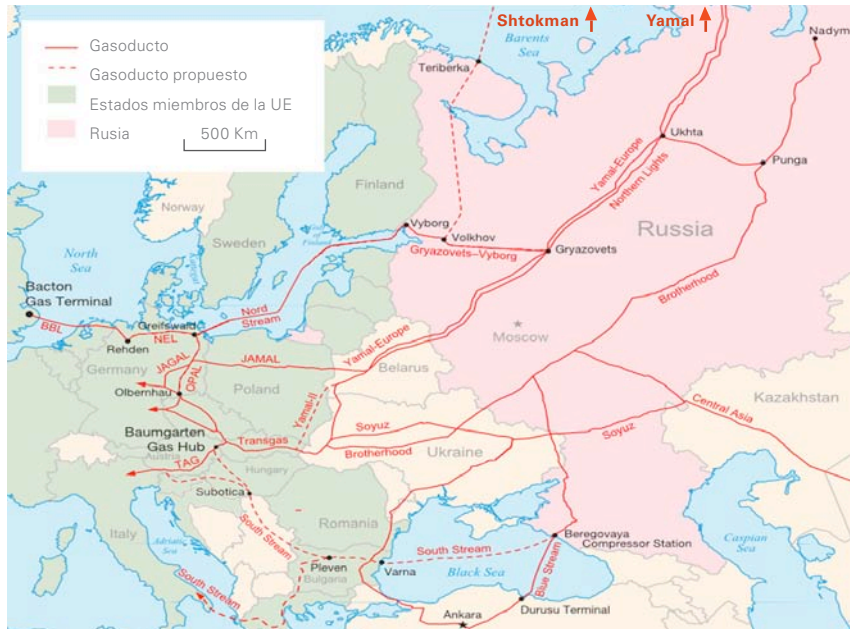 Gasoducto
Gasoducto propuesto
Estados miembros de la UE
Rusia
500 Km
Shtokman
Yamal
Barents
Sea
Nadym
Teriberka
Ukhta
Punga
Yamal-Europe
Northern Lights
Russia
Norway
Finland
Sweden
Vyborg
Volkhov
Gryazovets
Gryazovets–Vyborg
Gulf
of
Finland
North
Sea
Bacton
Gas Terminal
BBL
Rehden
Greifswald
NEL
Nord
Stream
Brotherhood
Moscow
Germany
JAGAL
OPAL
JAMAL
Yamal-Europe
Belarus
Poland
Olbernhau
Yamal-II
Kazakhstan
Central Asia
Baumgarten
Gas Hub
Transgas
Soyuz
Soyuz
Brotherhood
Ukraine
Austria
TAG
Hungary
Subotica
Romania
Italy
Adriatic
Sea
South Stream
Beregovaya
Compressor Station
South Stream
Caspian
Sea
Pleven
Bulgaria
Varna
Black Sea
Blue Stream
South Stream
Ankara
Durusu Terminal